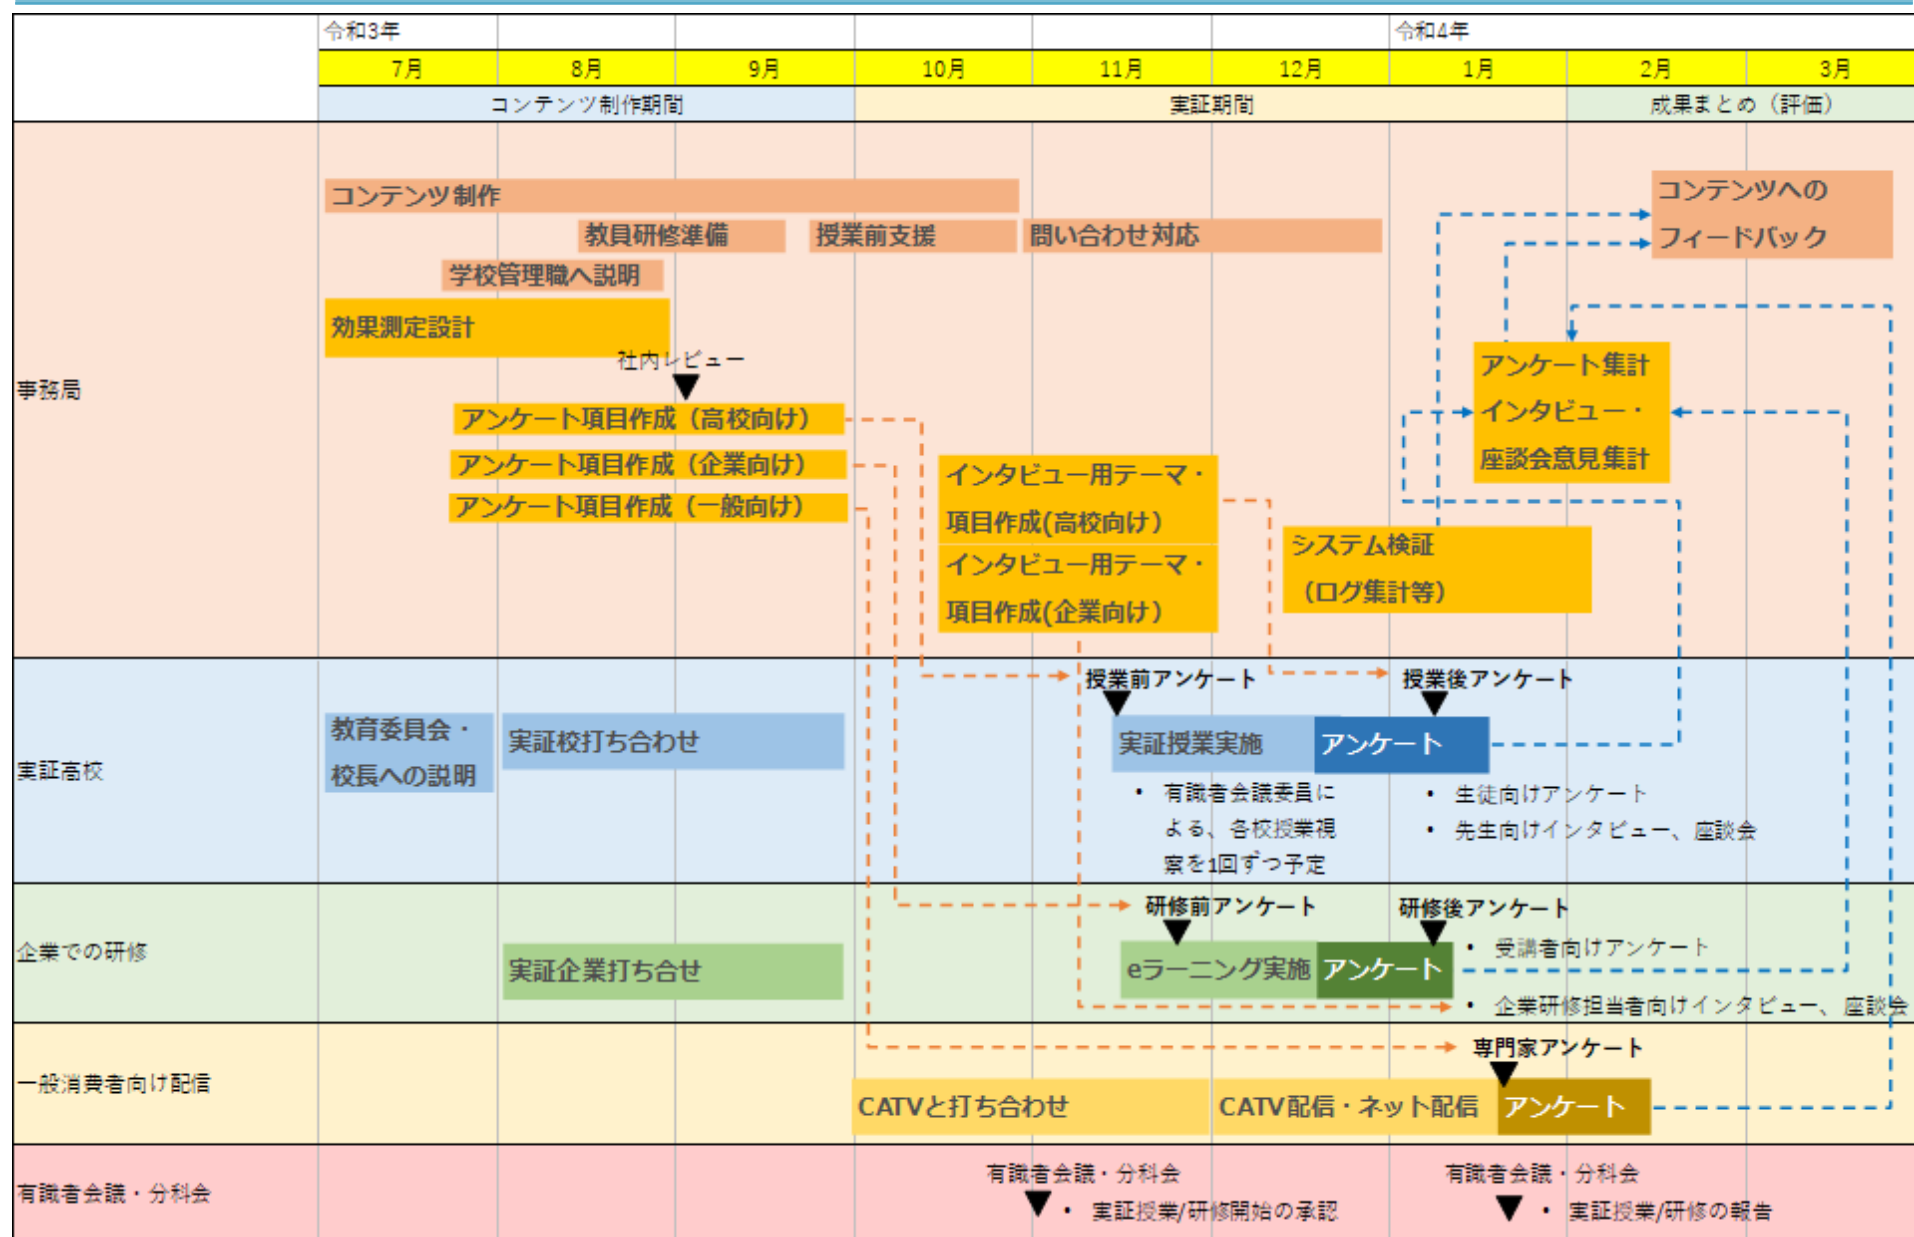 令和3年
令和4年
7月
8月
9月
10月
11月
12月
1月
2月
3月
コンテンツ制作期間
実証期間
成果まとめ（評価）
事務局
コンテンツ制作
教員研修準備
授業前支援
問い合わせ対応
学校管理職へ説明
効果測定設計
社内レビュー
アンケート項目作成（高校向け）
アンケート項目作成（企業向け）
アンケート項目作成（一般向け）
インタビュー用テーマ・
項目作成(高校向け）
インタビュー用テーマ・
項目作成(企業向け）
システム検証
（ログ集計等）
アンケート集計
インタビュー・
座談会意見集計
コンテンツへの
フィードバック
実証高校
教育委員会・
校長への説明
実証校打ち合わせ
授業前アンケート
授業後アンケート
実証授業実施
アンケート
• 有識者会議委員に
よる、各校授業視
察を1回ずつ予定
• 生徒向けアンケート
• 先生向けインタビュー、座談会
企業での研修
実証企業打ち合せ
研修前アンケート
研修後アンケート
eラーニング実施
アンケート
• 受講者向けアンケート
• 企業研修担当者向けインタビュー、座談会
一般消費者向け配信
専門家アンケート
CATVと打ち合わせ
CATV配信・ネット配信
アンケート
有識者会議・分科会
有識者会議・分科会
• 実証授業/研修開始の承認
有識者会議・分科会
• 実証授業/研修の報告